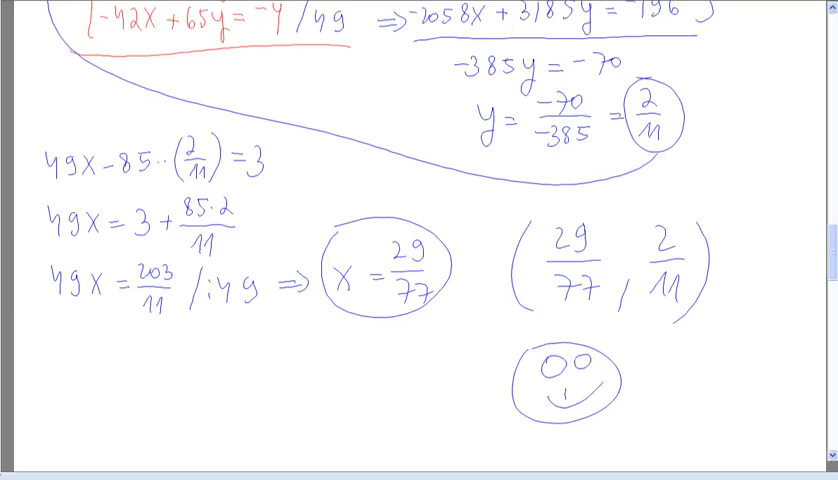 -42x + 65y = -4 / 49 ⇒ -2058x + 3185y = -196
-385y = -70
y = -70/-385 = 2/11
49x - 85·(2/11) = 3
49x = 3 + 85·2/11
49x = 203/11 /:49 ⇒ x = 29/77
(29/77, 2/11)